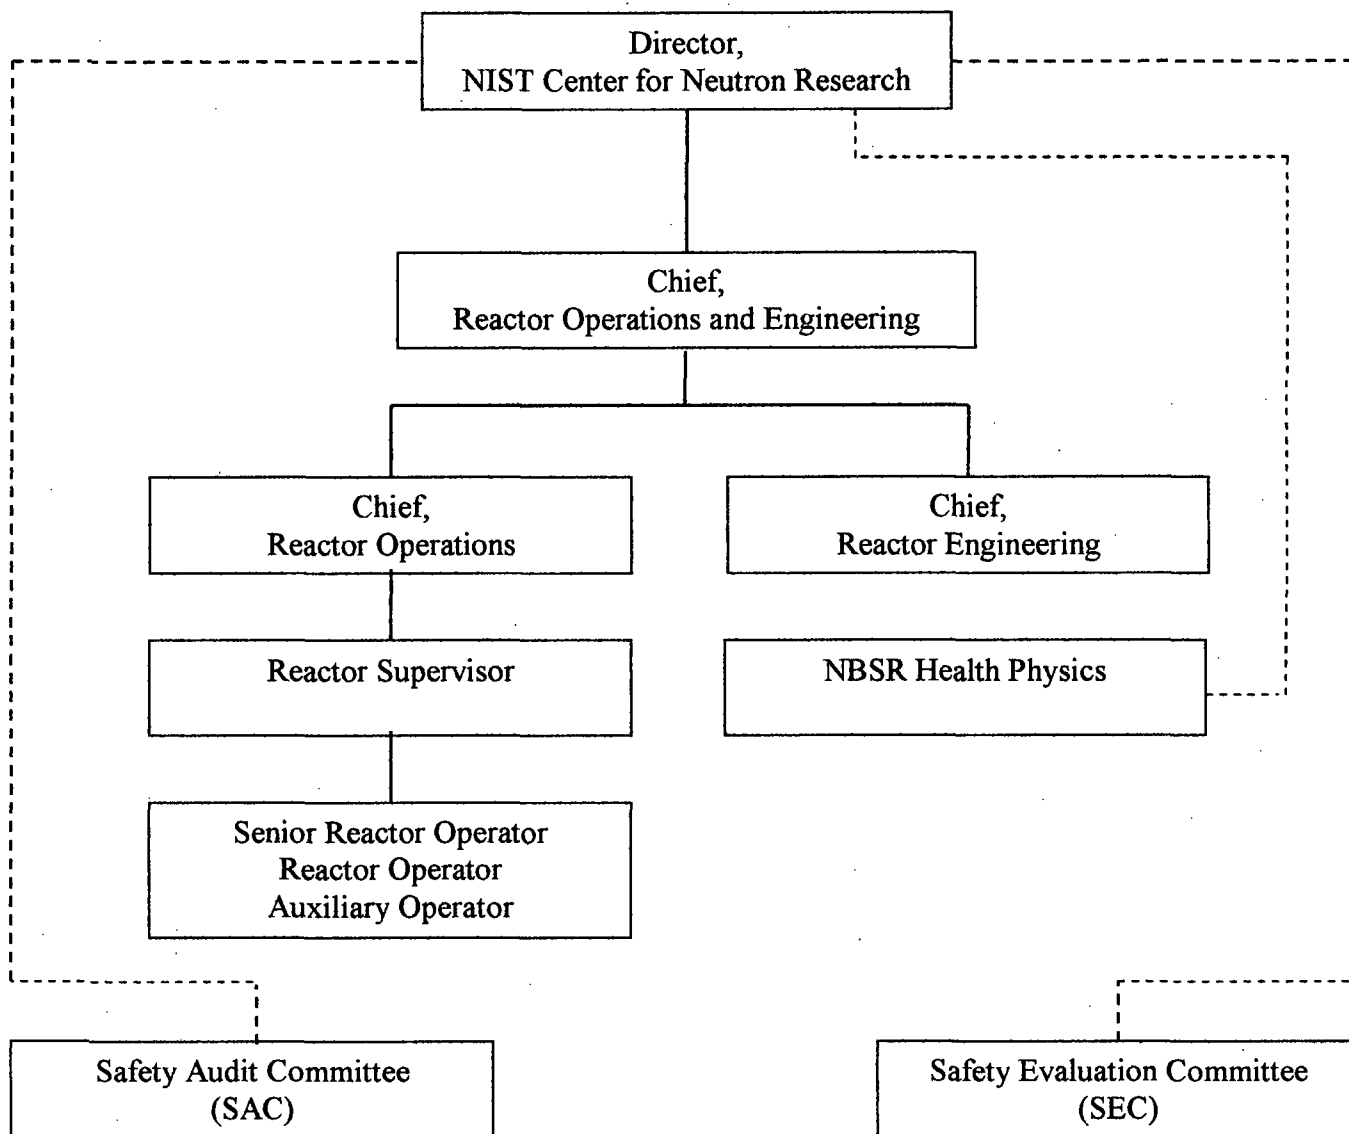 Director,
NIST Center for Neutron Research
Chief,
Reactor Operations and Engineering
Chief,
Reactor Operations
Chief,
Reactor Engineering
Reactor Supervisor
NBSR Health Physics
Senior Reactor Operator
Reactor Operator
Auxiliary Operator
Safety Audit Committee
(SAC)
Safety Evaluation Committee
(SEC)